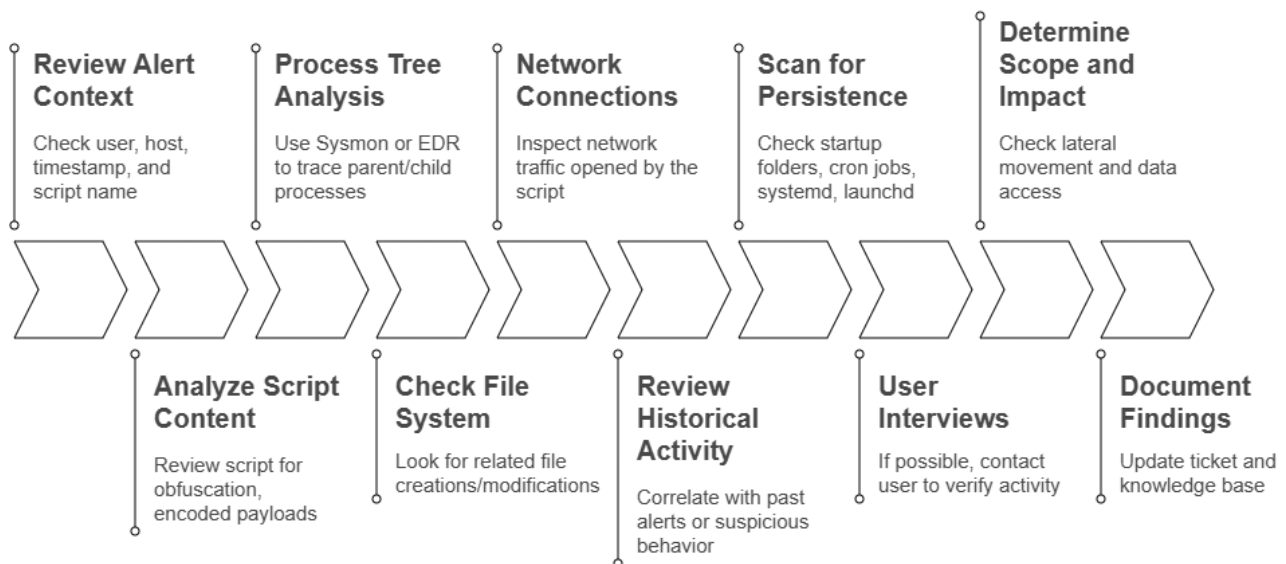 Review Alert
Context
Check user, host,
timestamp, and
script name
Analyze Script
Content
Review script for
obfuscation,
encoded payloads
Process Tree
Analysis
Use Sysmon or EDR
to trace parent/child
processes
Check File
System
Look for related file
creations/modifications
Network
Connections
Inspect network
traffic opened by the
script
Review
Historical
Activity
Correlate with past
alerts or suspicious
behavior
Scan for
Persistence
Check startup
folders, cron jobs,
systemd, launchd
User
Interviews
If possible, contact
user to verify activity
Determine
Scope and
Impact
Check lateral
movement and data
access
Document
Findings
Update ticket and
knowledge base